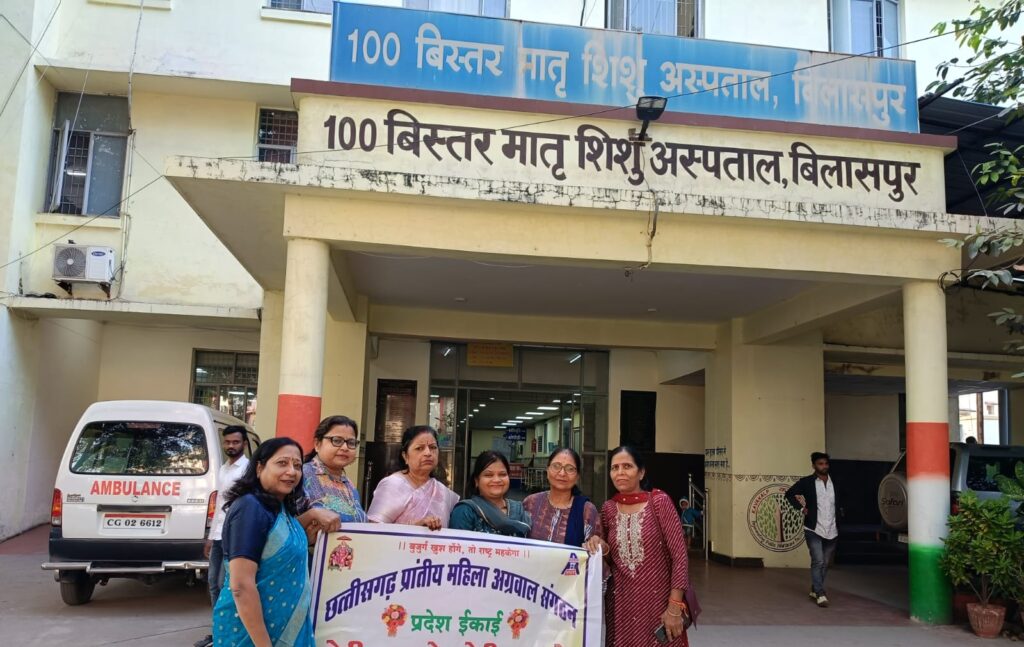 100 बिस्तर मातृ शिशु अस्पताल, बिलासपुर
100 बिस्तर मातृ शिशु अस्पताल, बिलासपुर
AMBULANCE
CG 02 6612
SAFARI
।। बुजुर्ग खुश होंगे, तो राष्ट्र महकेगा ।।
छत्तीसगढ़ प्रांतीय महिला अग्रवाल संगठन
प्रदेश ईकाई